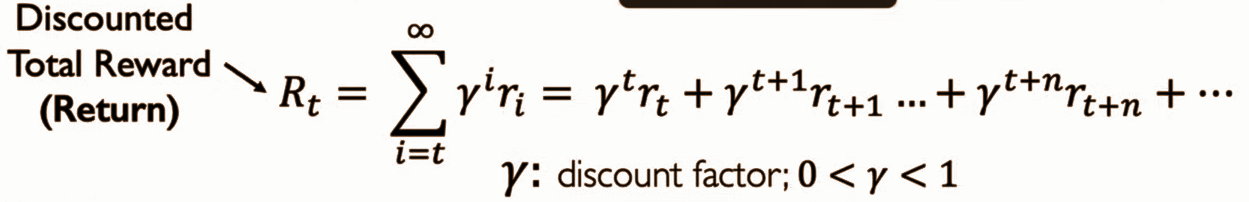 Discounted
Total Reward
(Return)
R_t = ∑_{i=t}^{∞} γ^i r_i = γ^t r_t + γ^{t+1} r_{t+1} ... + γ^{t+n} r_{t+n} + ⋯
γ: discount factor; 0 < γ < 1